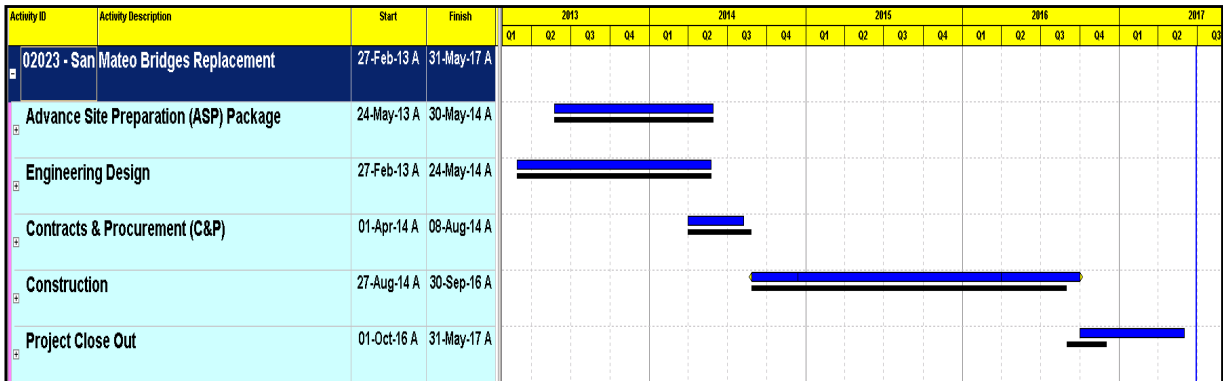 Activity ID Activity Description Start Finish 2013 2014 2015 2016 2017
Q1 Q2 Q3 Q4 Q1 Q2 Q3 Q4 Q1 Q2 Q3 Q4 Q1 Q2 Q3 Q4 Q1 Q2 Q3
02023 - San Mateo Bridges Replacement 27-Feb-13 A 31-May-17 A
Advance Site Preparation (ASP) Package 24-May-13 A 30-May-14 A
Engineering Design 27-Feb-13 A 24-May-14 A
Contracts & Procurement (C&P) 01-Apr-14 A 08-Aug-14 A
Construction 27-Aug-14 A 30-Sep-16 A
Project Close Out 01-Oct-16 A 31-May-17 A